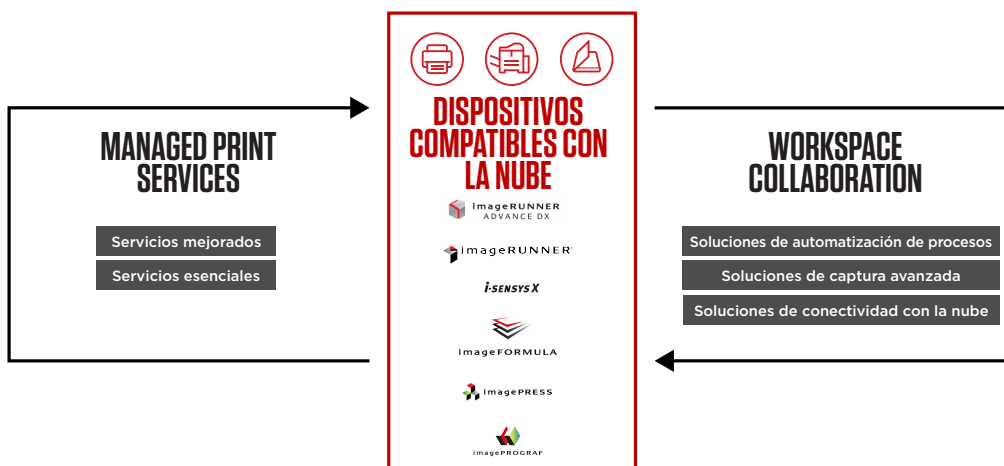 MANAGED PRINT
SERVICES
Servicios mejorados
Servicios esenciales
DISPOSITIVOS
COMPATIBLES CON
LA NUBE
imageRUNNER
ADVANCE DX
imageRUNNER
i-SENSYS X
imageFORMULA
imagePRESS
imagePROGRAF
WORKSPACE
COLLABORATION
Soluciones de automatización de procesos
Soluciones de captura avanzada
Soluciones de conectividad con la nube